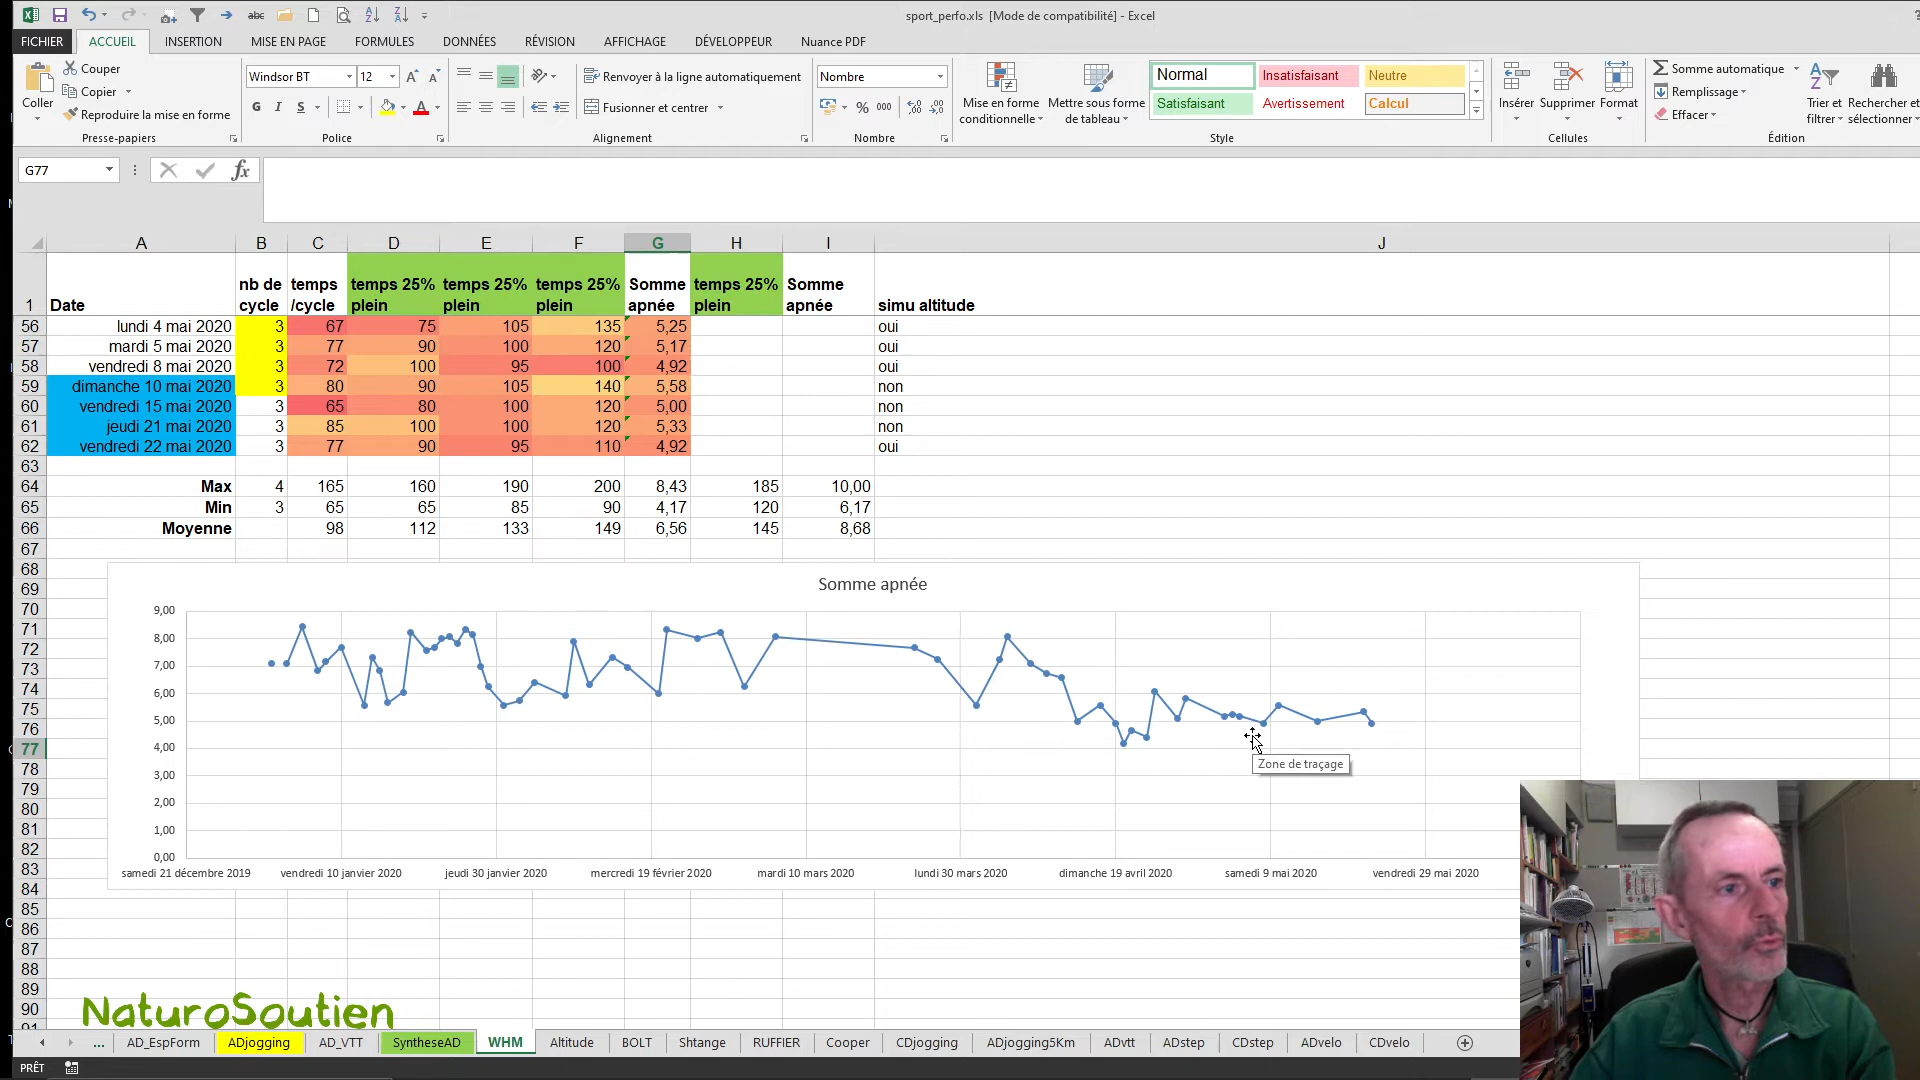 sport_perfo.xls [Mode de compatibilité] - Excel
FICHIER ACCUEIL INSERTION MISE EN PAGE FORMULES DONNÉES RÉVISION AFFICHAGE DÉVELOPPEUR Nuance PDF
Coller
Couper
Copier
Reproduire la mise en forme
Presse-papiers
Windsor BT 12
G I S
Police
Renvoyer à la ligne automatiquement
Fusionner et centrer
Alignement
Nombre
% 000
Nombre
Mise en forme conditionnelle
Mettre sous forme de tableau
Normal Insatisfaisant Neutre
Satisfaisant Avertissement Calcul
Style
Insérer Supprimer Format
Cellules
Somme automatique
Remplissage
Effacer
Trier et filtrer
Rechercher et sélectionner
Édition
G77 fx
A B C D E F G H I J
1 Date nb de cycle temps /cycle temps 25% plein temps 25% plein temps 25% plein Somme apnée temps 25% plein Somme apnée simu altitude
56 lundi 4 mai 2020 3 67 75 105 135 5,25 oui
57 mardi 5 mai 2020 3 77 90 100 120 5,17 oui
58 vendredi 8 mai 2020 3 72 100 95 100 4,92 oui
59 dimanche 10 mai 2020 3 80 90 105 140 5,58 non
60 vendredi 15 mai 2020 3 65 80 100 120 5,00 non
61 jeudi 21 mai 2020 3 85 100 100 120 5,33 non
62 vendredi 22 mai 2020 3 77 90 95 110 4,92 oui
63
64 Max 4 165 160 190 200 8,43 185 10,00
65 Min 3 65 65 85 90 4,17 120 6,17
66 Moyenne 98 112 133 149 6,56 145 8,68
67
68
69
70
71
72
73
74
75
76
77
78
79
80
81
82
83
84
85
86
87
88
89
90
Somme apnée
9,00
8,00
7,00
6,00
5,00
4,00
3,00
2,00
1,00
0,00
Zone de traçage
samedi 21 décembre 2019 vendredi 10 janvier 2020 jeudi 30 janvier 2020 mercredi 19 février 2020 mardi 10 mars 2020 lundi 30 mars 2020 dimanche 19 avril 2020 samedi 9 mai 2020 vendredi 29 mai 2020
NaturoSoutien
... AD_EspForm ADjogging AD_VTT SyntheseAD WHM Altitude BOLT Shtange RUFFIER Cooper CDjogging ADjogging5Km ADvtt ADstep CDstep ADvelo CDvelo
PRÊT